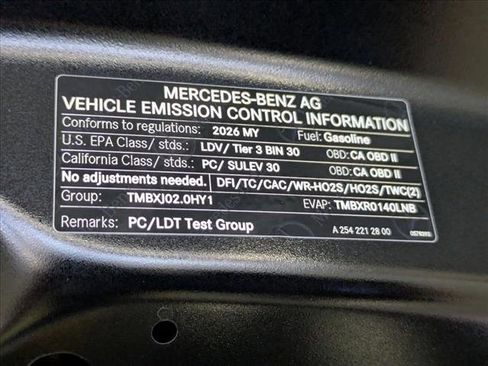 MERCEDES-BENZ AG
VEHICLE EMISSION CONTROL INFORMATION
Conforms to regulations: 2026 MY Fuel: Gasoline
U.S. EPA Class/ stds.: LDV/ Tier 3 BIN 30 OBD: CA OBD II
California Class/ stds.: PC/ SULEV 30 OBD: CA OBD II
No adjustments needed. DFI/TC/CAC/WR-HO2S/HO2S/TWC(2)
Group: TMBXJ02.0HY1 EVAP: TMBXR0140LNB
Remarks: PC/LDT Test Group A 254 221 28 00